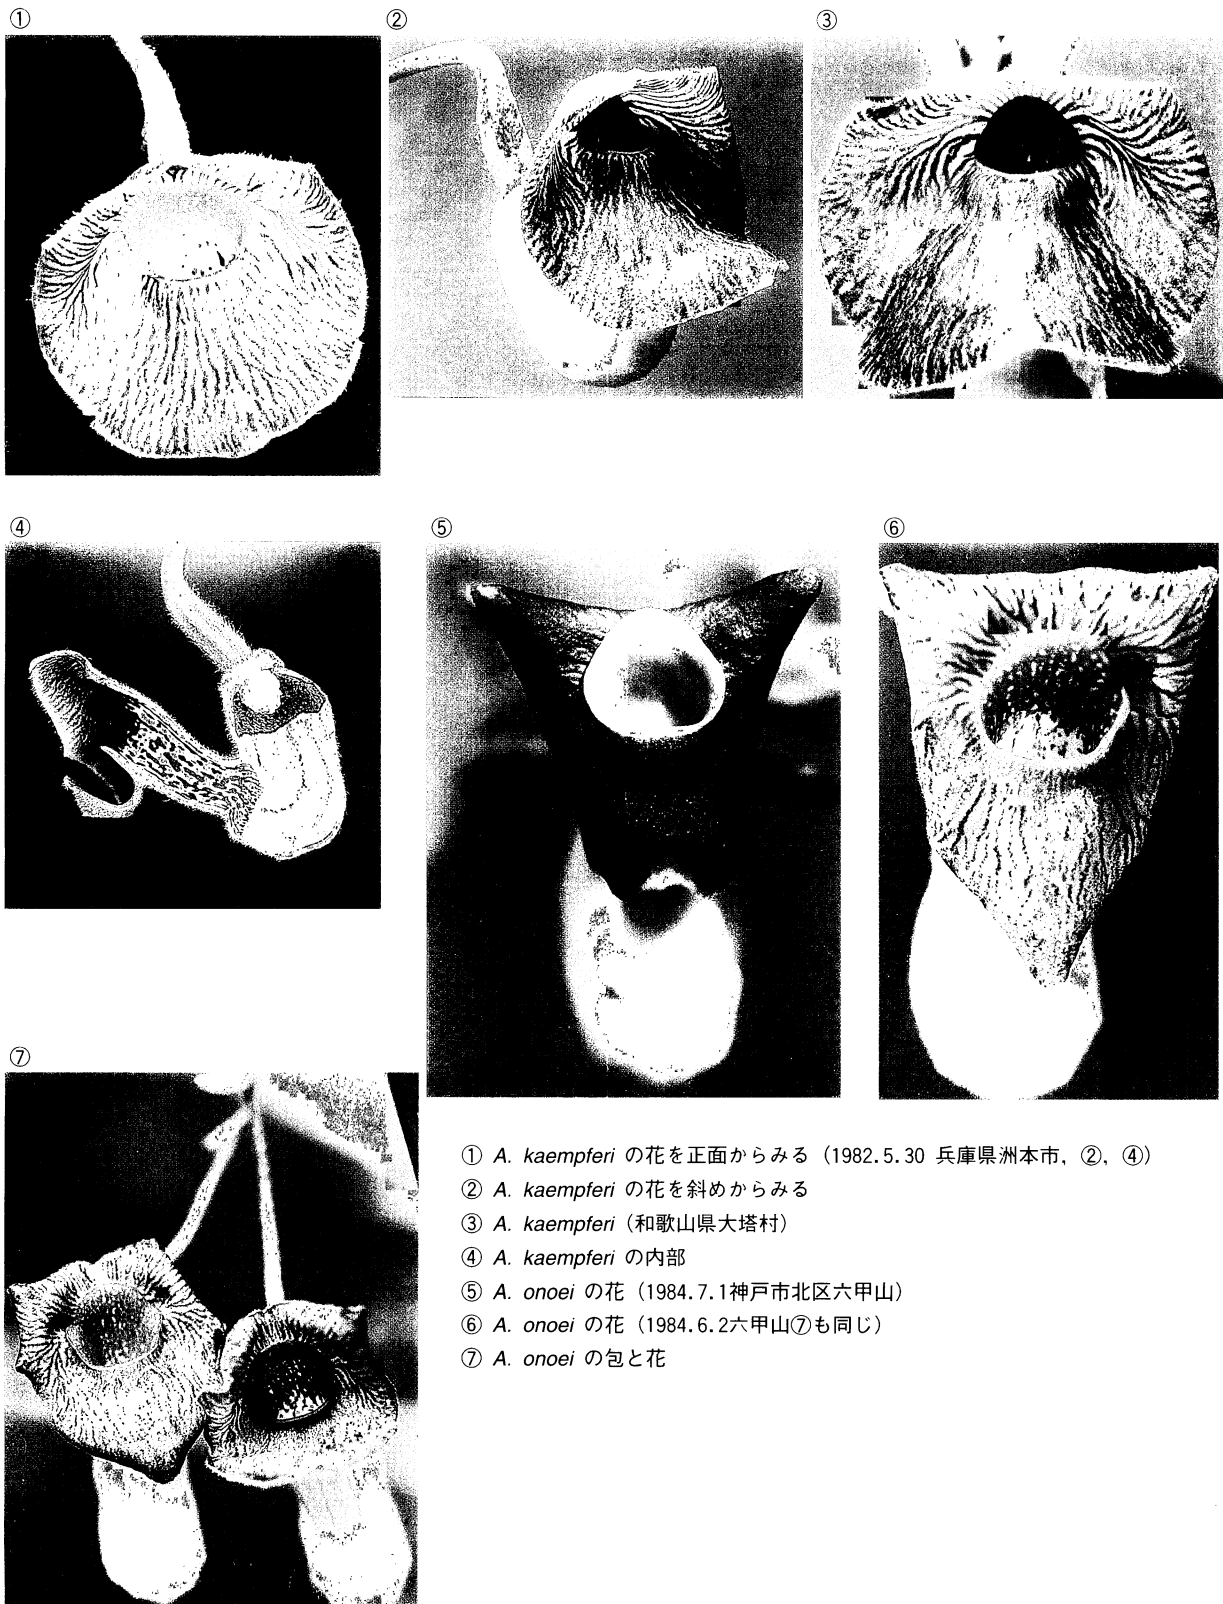 ①
②
③
④
⑤
⑥
⑦
① A. kaempferi の花を正面からみる（1982.5.30 兵庫県洲本市，②，④）
② A. kaempferi の花を斜めからみる
③ A. kaempferi（和歌山県大塔村）
④ A. kaempferi の内部
⑤ A. onoei の花（1984.7.1神戸市北区六甲山）
⑥ A. onoei の花（1984.6.2六甲山⑦も同じ）
⑦ A. onoei の包と花